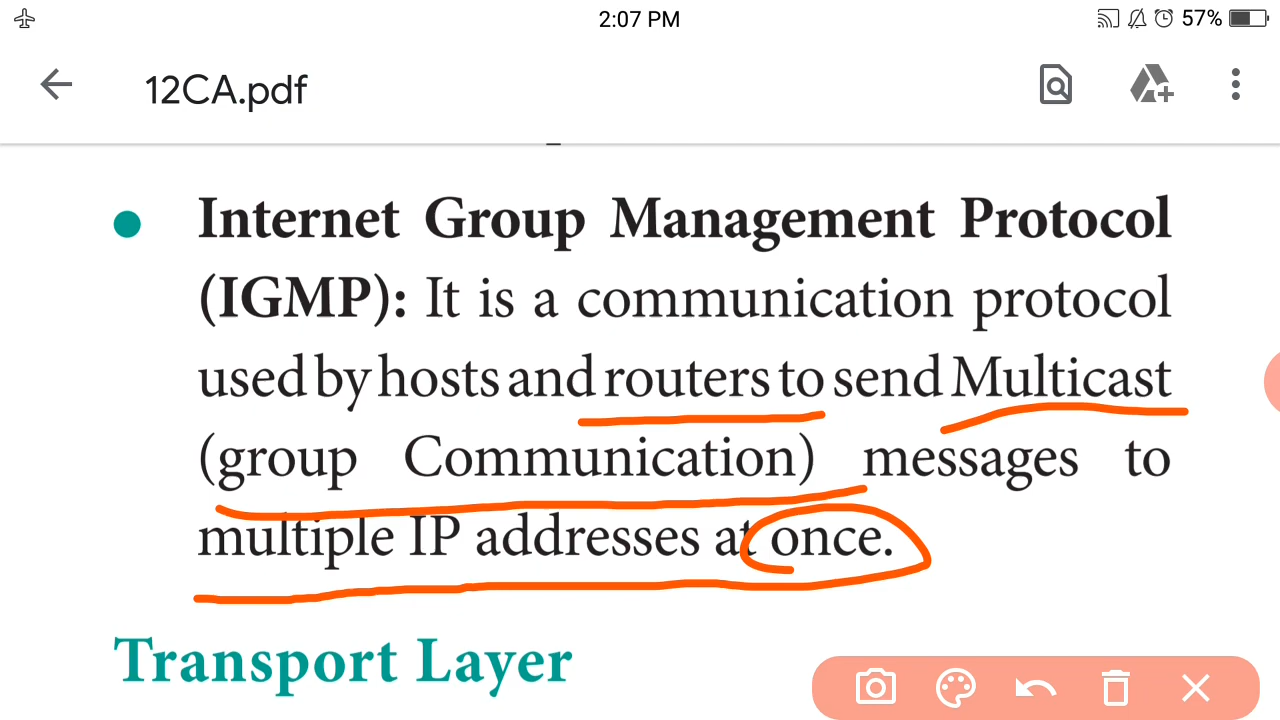 2:07 PM
57%
12CA.pdf
Internet Group Management Protocol
(IGMP): It is a communication protocol
used by hosts and routers to send Multicast
(group Communication) messages to
multiple IP addresses at once.
Transport Layer